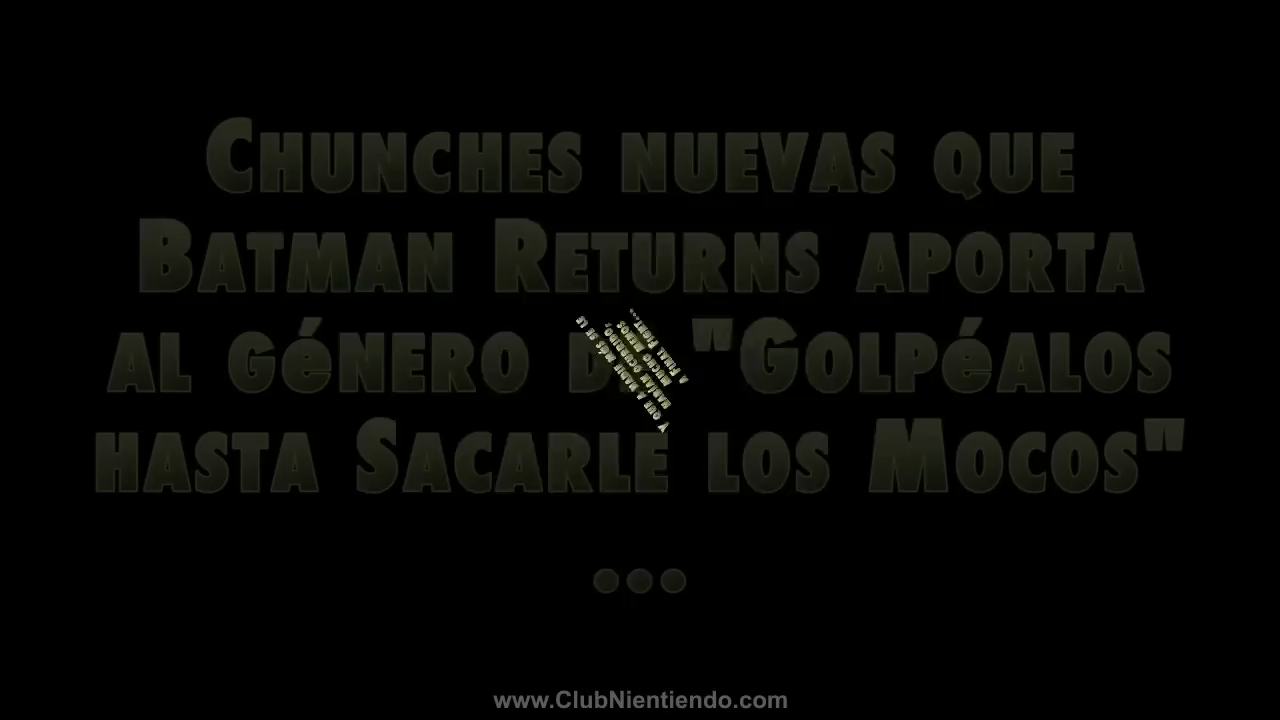 Chunches nuevas que
Batman Returns aporta
al género de "Golpéalos
hasta Sacarle los Mocos"
...
www.ClubNientiendo.com